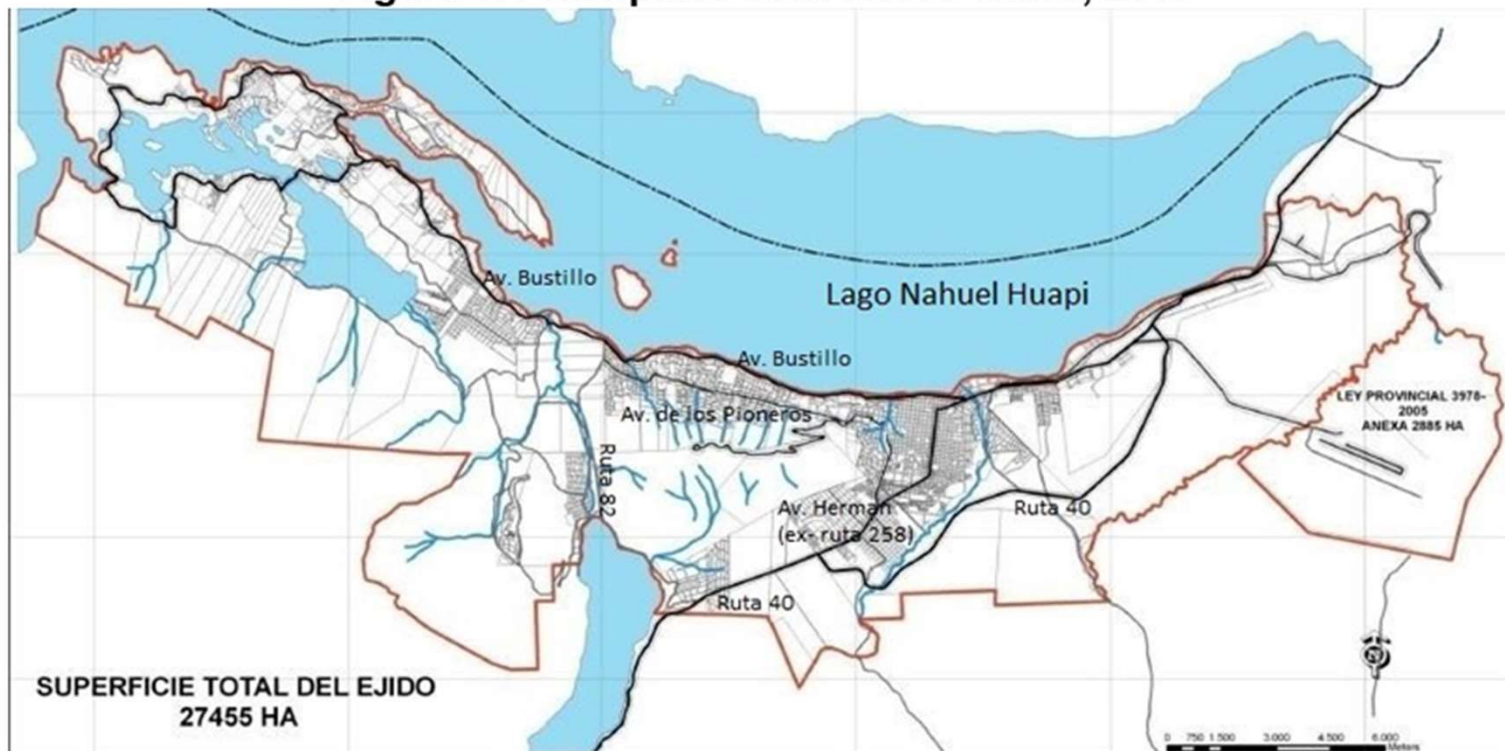 Av. Bustillo
Lago Nahuel Huapi
Av. Bustillo
LEY PROVINCIAL 3978-
2005
ANEXA 2885 HA
Av. de los Pioneros
Ruta 82
Av. Herman
(ex- ruta 258)
Ruta 40
Ruta 40
SUPERFICIE TOTAL DEL EJIDO
27455 HA
0 750 1.500 3.000 4.500 6.000
Meters